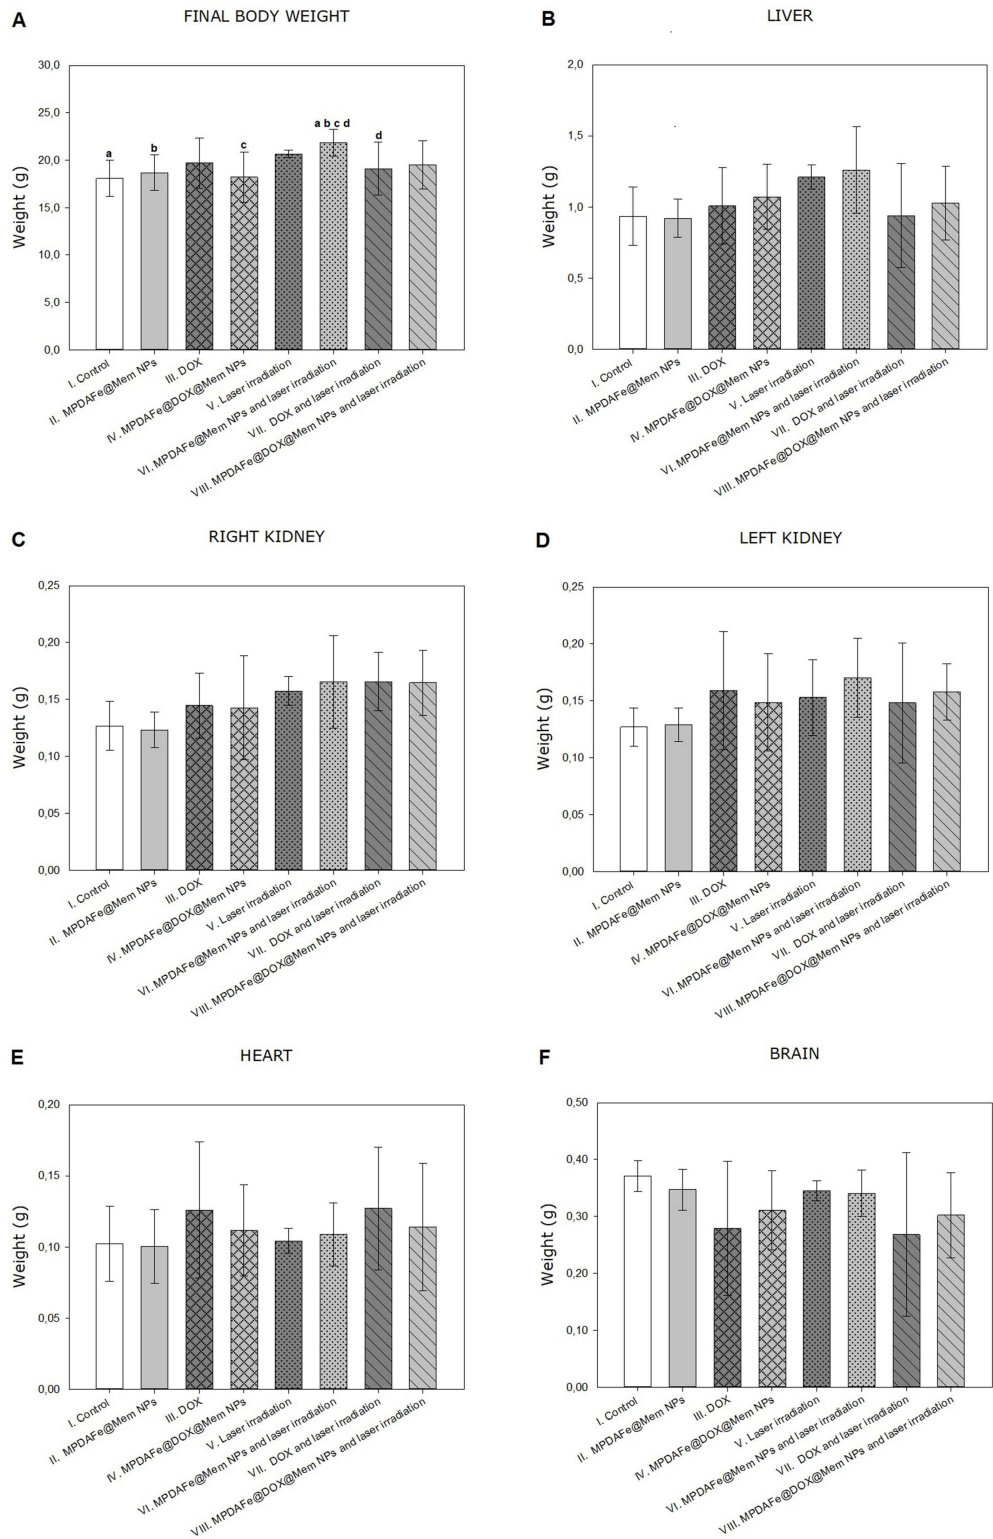 A
FINAL BODY WEIGHT
Weight (g)
30,0
25,0
20,0
15,0
10,0
5,0
0,0
a
b
c
a b c d
d
I. Control
II. MPDAFe@Mem NPs
III. DOX
IV. MPDAFe@DOX@Mem NPs
V. Laser irradiation
VI. MPDAFe@Mem NPs and laser irradiation
VII. DOX and laser irradiation
VIII. MPDAFe@DOX@Mem NPs and laser irradiation
B
LIVER
Weight (g)
2,0
1,5
1,0
0,5
0,0
I. Control
II. MPDAFe@Mem NPs
III. DOX
IV. MPDAFe@DOX@Mem NPs
V. Laser irradiation
VI. MPDAFe@Mem NPs and laser irradiation
VII. DOX and laser irradiation
VIII. MPDAFe@DOX@Mem NPs and laser irradiation
C
RIGHT KIDNEY
Weight (g)
0,25
0,20
0,15
0,10
0,05
0,00
I. Control
II. MPDAFe@Mem NPs
III. DOX
IV. MPDAFe@DOX@Mem NPs
V. Laser irradiation
VI. MPDAFe@Mem NPs and laser irradiation
VII. DOX and laser irradiation
VIII. MPDAFe@DOX@Mem NPs and laser irradiation
D
LEFT KIDNEY
Weight (g)
0,25
0,20
0,15
0,10
0,05
0,00
I. Control
II. MPDAFe@Mem NPs
III. DOX
IV. MPDAFe@DOX@Mem NPs
V. Laser irradiation
VI. MPDAFe@Mem NPs and laser irradiation
VII. DOX and laser irradiation
VIII. MPDAFe@DOX@Mem NPs and laser irradiation
E
HEART
Weight (g)
0,20
0,15
0,10
0,05
0,00
I. Control
II. MPDAFe@Mem NPs
III. DOX
IV. MPDAFe@DOX@Mem NPs
V. Laser irradiation
VI. MPDAFe@Mem NPs and laser irradiation
VII. DOX and laser irradiation
VIII. MPDAFe@DOX@Mem NPs and laser irradiation
F
BRAIN
Weight (g)
0,50
0,40
0,30
0,20
0,10
0,00
I. Control
II. MPDAFe@Mem NPs
III. DOX
IV. MPDAFe@DOX@Mem NPs
V. Laser irradiation
VI. MPDAFe@Mem NPs and laser irradiation
VII. DOX and laser irradiation
VIII. MPDAFe@DOX@Mem NPs and laser irradiation